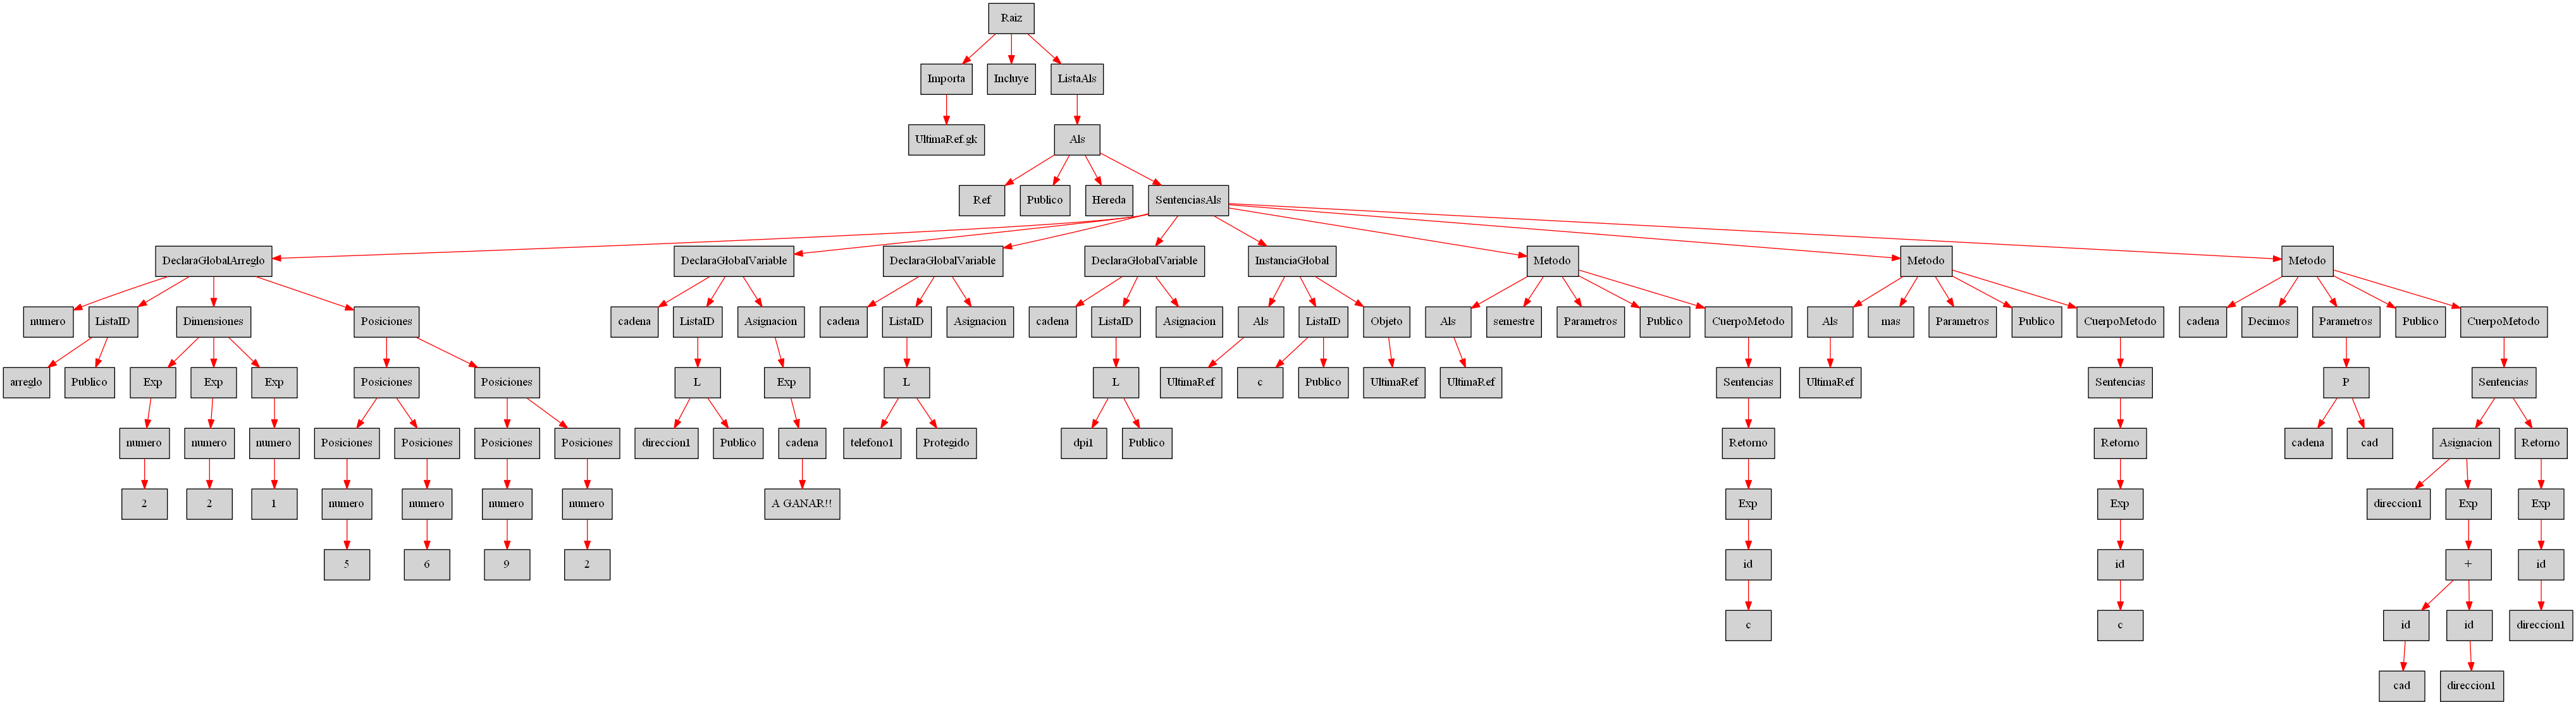 Raiz
Importa Incluye ListaAls
UltimaRef.gk Als
Ref Publico Hereda SentenciasAls
DeclaraGlobalArreglo DeclaraGlobalVariable DeclaraGlobalVariable DeclaraGlobalVariable InstanciaGlobal Metodo Metodo Metodo
numero ListaID Dimensiones Posiciones cadena ListaID Asignacion cadena ListaID Asignacion cadena ListaID Asignacion Als ListaID Objeto Als semestre Parametros Publico CuerpoMetodo Als mas Parametros Publico CuerpoMetodo cadena Decimos Parametros Publico CuerpoMetodo
arreglo Publico Exp Exp Exp Posiciones Posiciones L Exp L L UltimaRef c Publico UltimaRef UltimaRef Sentencias UltimaRef Sentencias P Sentencias
numero numero numero Posiciones Posiciones Posiciones Posiciones direccion1 Publico cadena telefono1 Protegido dpi1 Publico Retorno Retorno cadena cad Asignacion Retorno
2 2 1 numero numero numero numero A GANAR!! Exp Exp direccion1 Exp Exp
5 6 9 2 id id + id
c c id id direccion1
cad direccion1